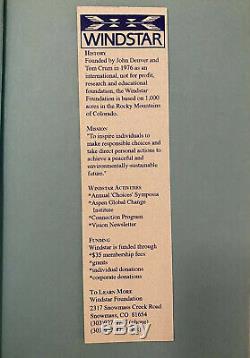 WINDSTAR
HISTORY
Founded by John Denver and
Tom Crum in 1976 as an
international, not for profit,
research and educational
foundation, the Windstar
Foundation is based on 1,000
acres in the Rocky Mountains
of Colorado.
MISSION
"To inspire individuals to
make responsible choices and
take direct personal actions to
achieve a peaceful and
environmentally-sustainable
future."
WINDSTAR ACTIVITIES
*Annual 'Choices' Symposia
*Aspen Global Change
Institute
*Connection Program
*Vision Newsletter
FUNDING
Windstar is funded through
*$35 membership fees
*grants
*individual donations
*corporate donations
TO LEARN MORE
Windstar Foundation
2317 Snowmass Creek Road
Snowmass, CO 81654
(303)
(303)